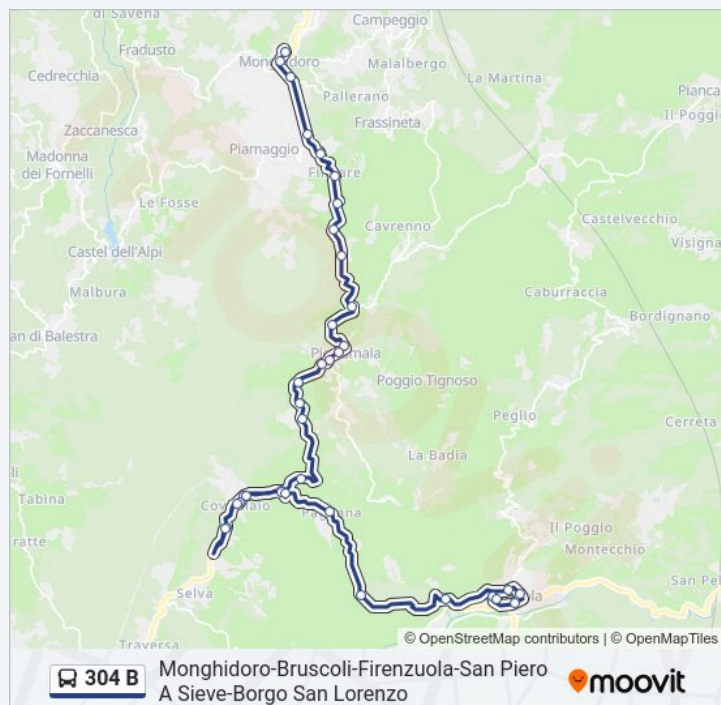 di Savena
Campeggio
Fradusto
Monghidoro
Malalbergo
Cedrecchia
La Martina
Pallerano
Pianca
Frassineta
Il Poggio
Zaccanesca
Piamaggio
Madonna
dei Fornelli
Le Fosse
Castelvecchio
Cavrenno
Visigna
Castel dell'Alpi
Malbura
Caburraccia
Bordignano
an di Balestra
Poggio Tignoso
Peglio
Cerreta
La Badia
Tabina
Il Poggio
Montecchio
ratte
San Pel
Selva
Traversa
© OpenStreetMap contributors | © OpenMapTiles
304 B
Monghidoro-Bruscoli-Firenzuola-San Piero
A Sieve-Borgo San Lorenzo
moovit